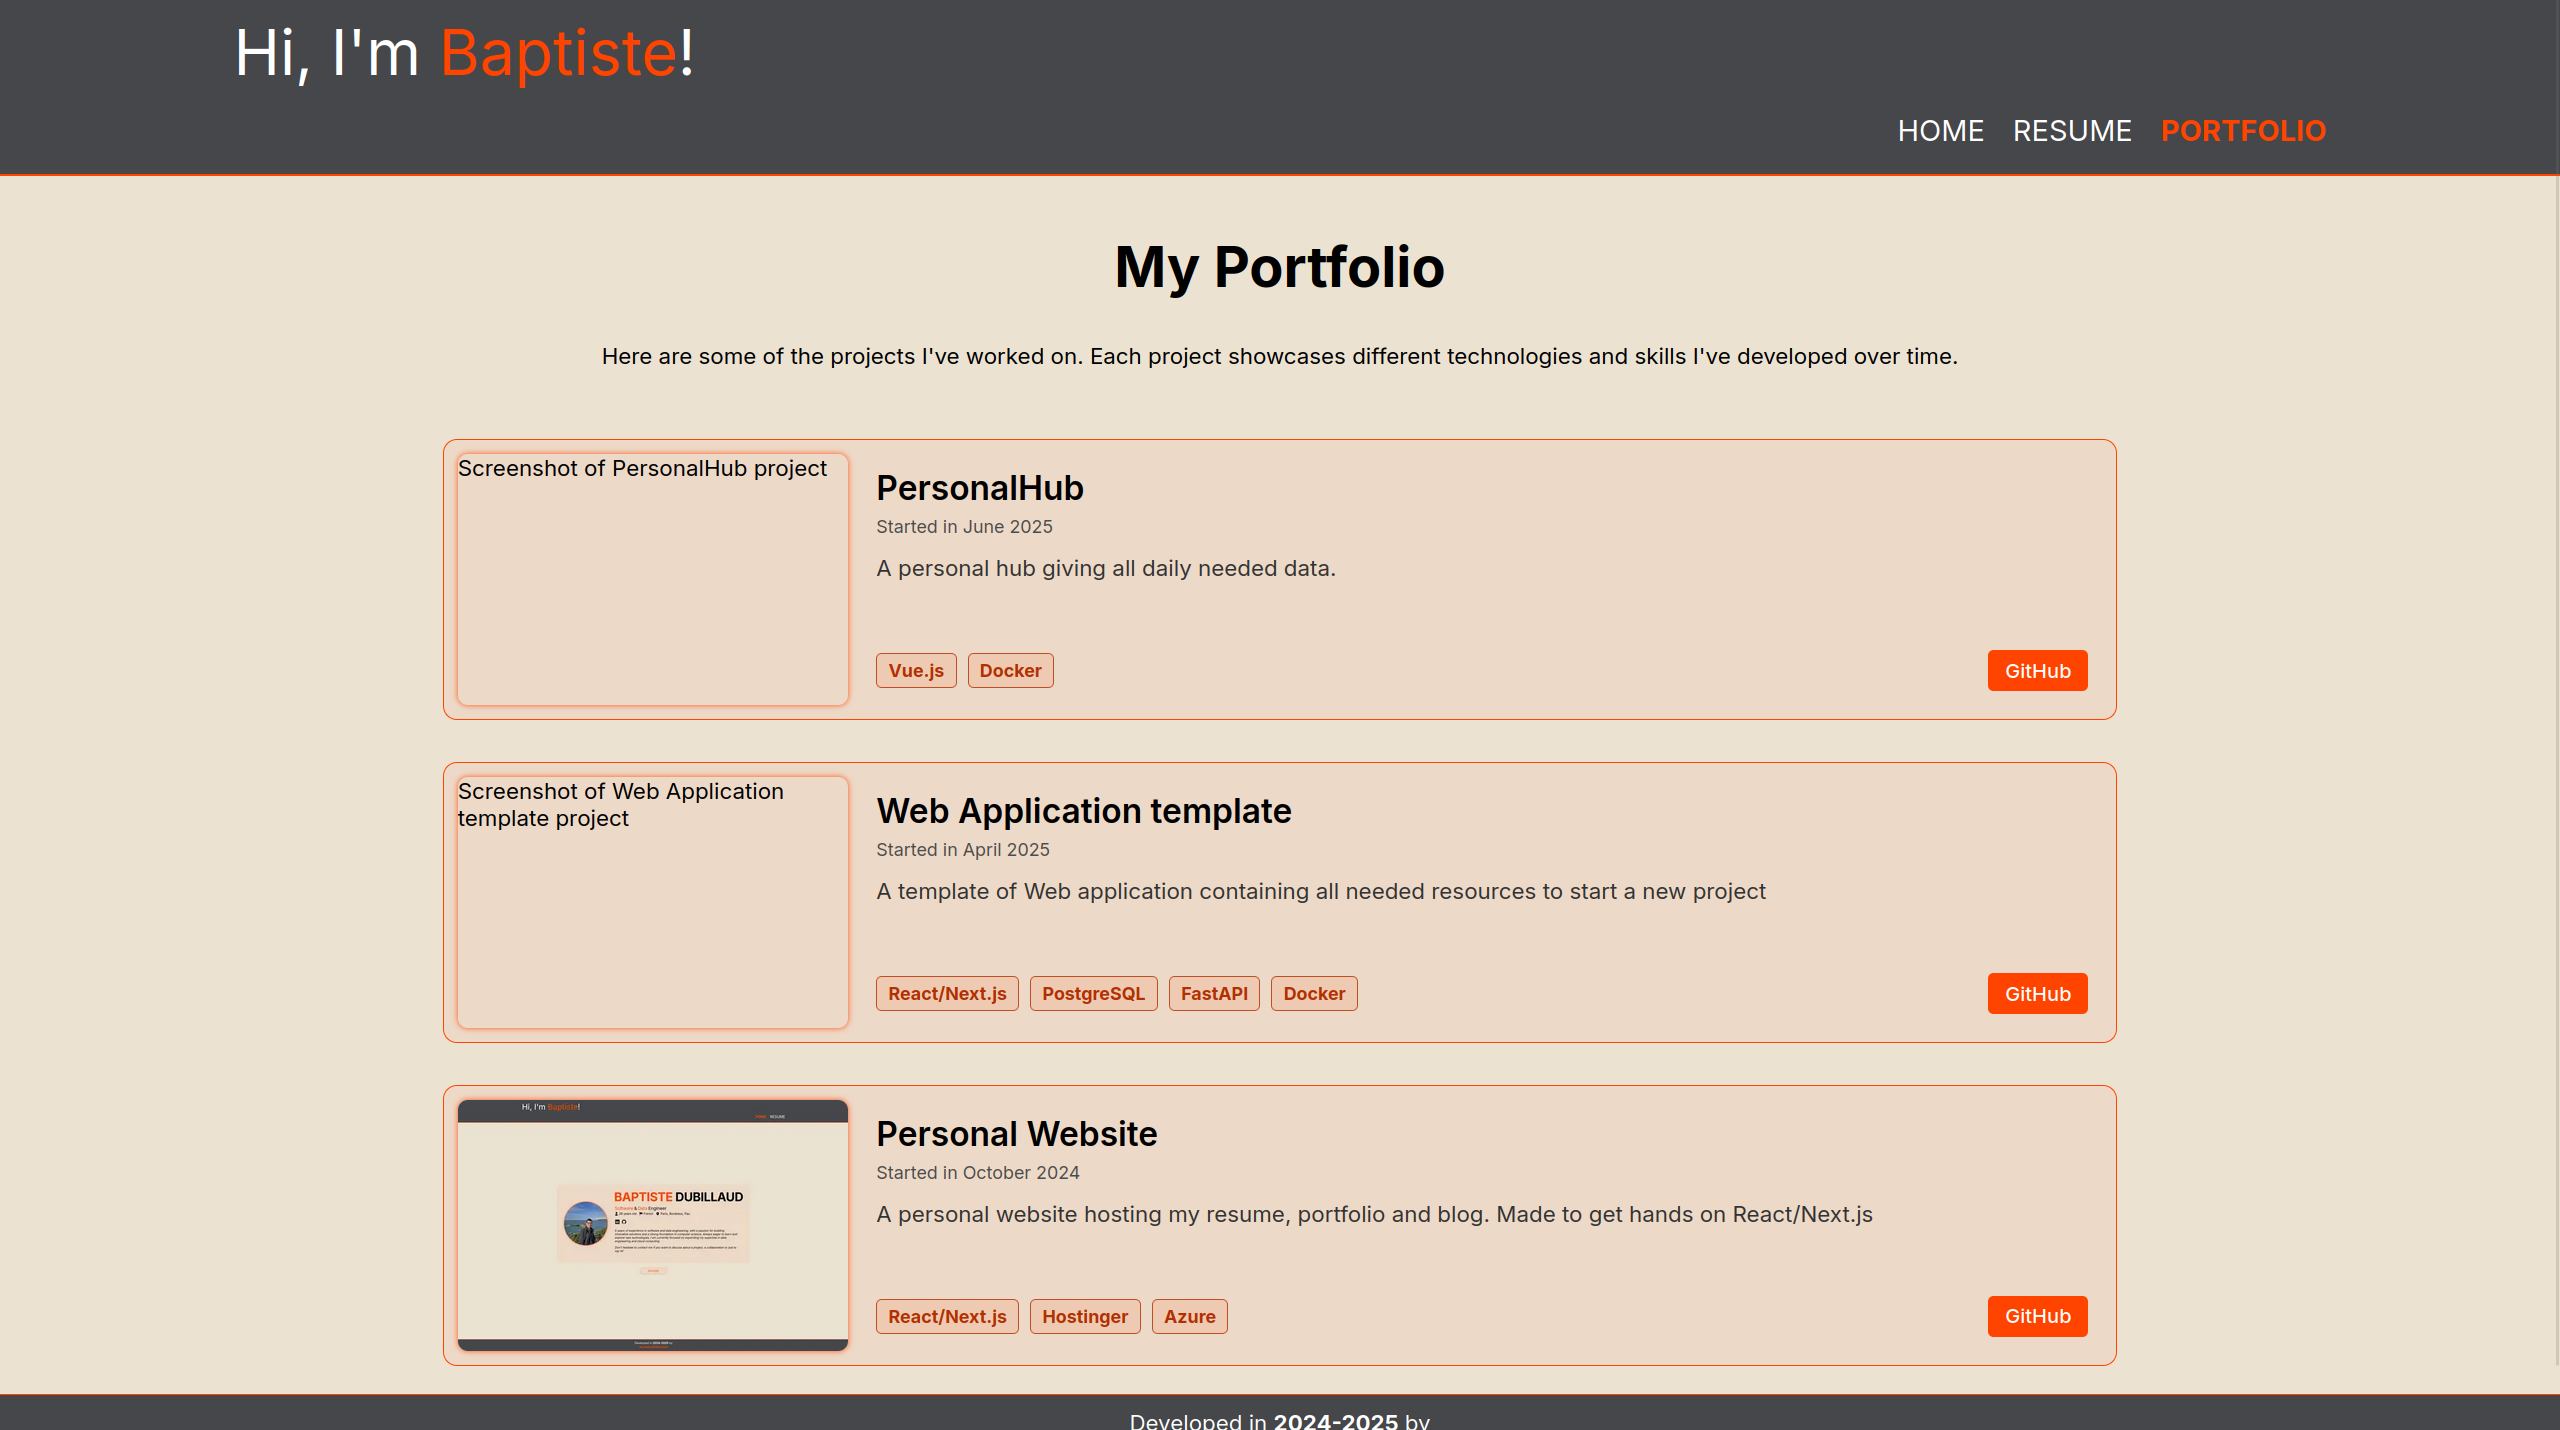 Hi, I'm Baptiste!
HOME RESUME PORTFOLIO
My Portfolio
Here are some of the projects I've worked on. Each project showcases different technologies and skills I've developed over time.
Screenshot of PersonalHub project
PersonalHub
Started in June 2025
A personal hub giving all daily needed data.
Vue.js Docker
GitHub
Screenshot of Web Application
template project
Web Application template
Started in April 2025
A template of Web application containing all needed resources to start a new project
React/Next.js PostgreSQL FastAPI Docker
GitHub
Hi, I'm Baptiste!
HOME RESUME
BAPTISTE DUBILLAUD
Software & Data Engineer
Personal Website
Started in October 2024
A personal website hosting my resume, portfolio and blog. Made to get hands on React/Next.js
React/Next.js Hostinger Azure
GitHub
Developed in 2024-2025 by